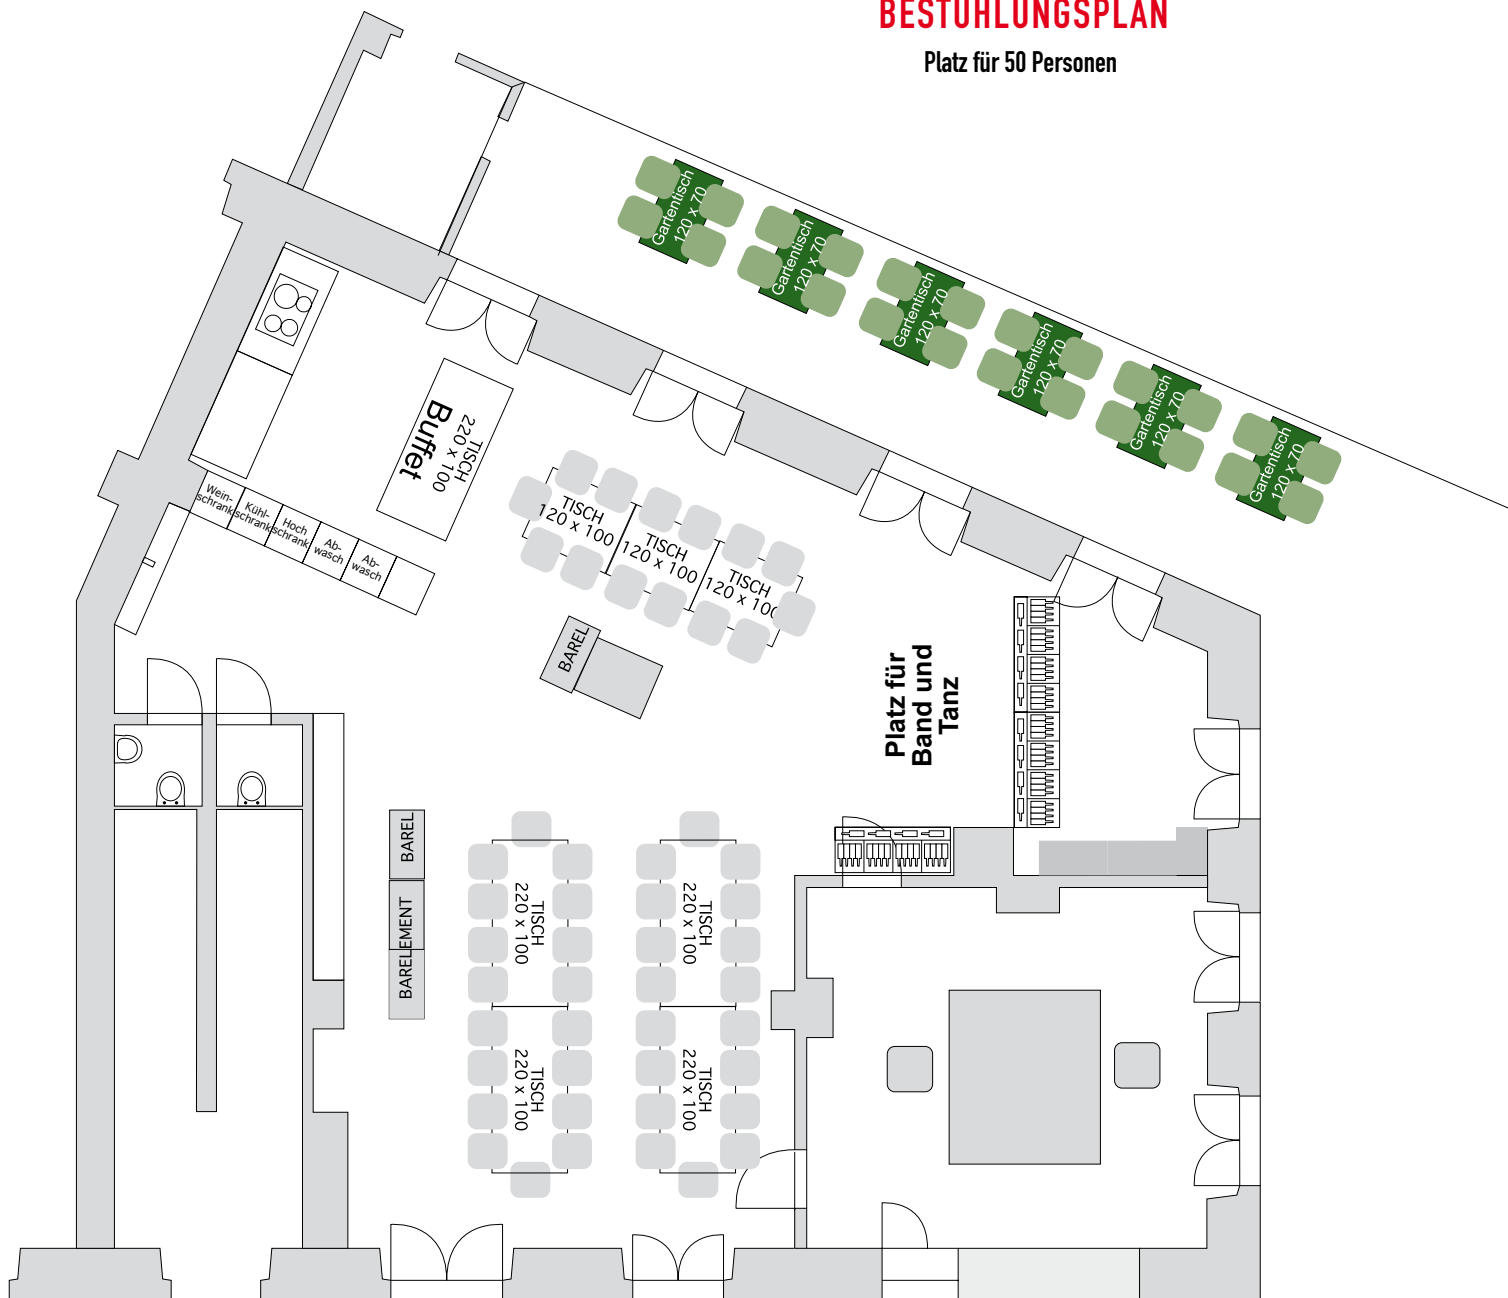 BESTUHLUNGSPLAN
Platz für 50 Personen
Gartentisch
120 x 70
Gartentisch
120 x 70
Gartentisch
120 x 70
Gartentisch
120 x 70
Gartentisch
120 x 70
Gartentisch
120 x 70
TISCH
220 x 100
Buffet
Wein-
schrank
Kühl-
schrank
Hoch
schrank
Ab-
wasch
Ab-
wasch
TISCH
120 x 100
TISCH
120 x 100
TISCH
120 x 100
BAREL
Platz für
Band und
Tanz
BAREL
BARELEMENT
TISCH
220 x 100
TISCH
220 x 100
TISCH
220 x 100
TISCH
220 x 100